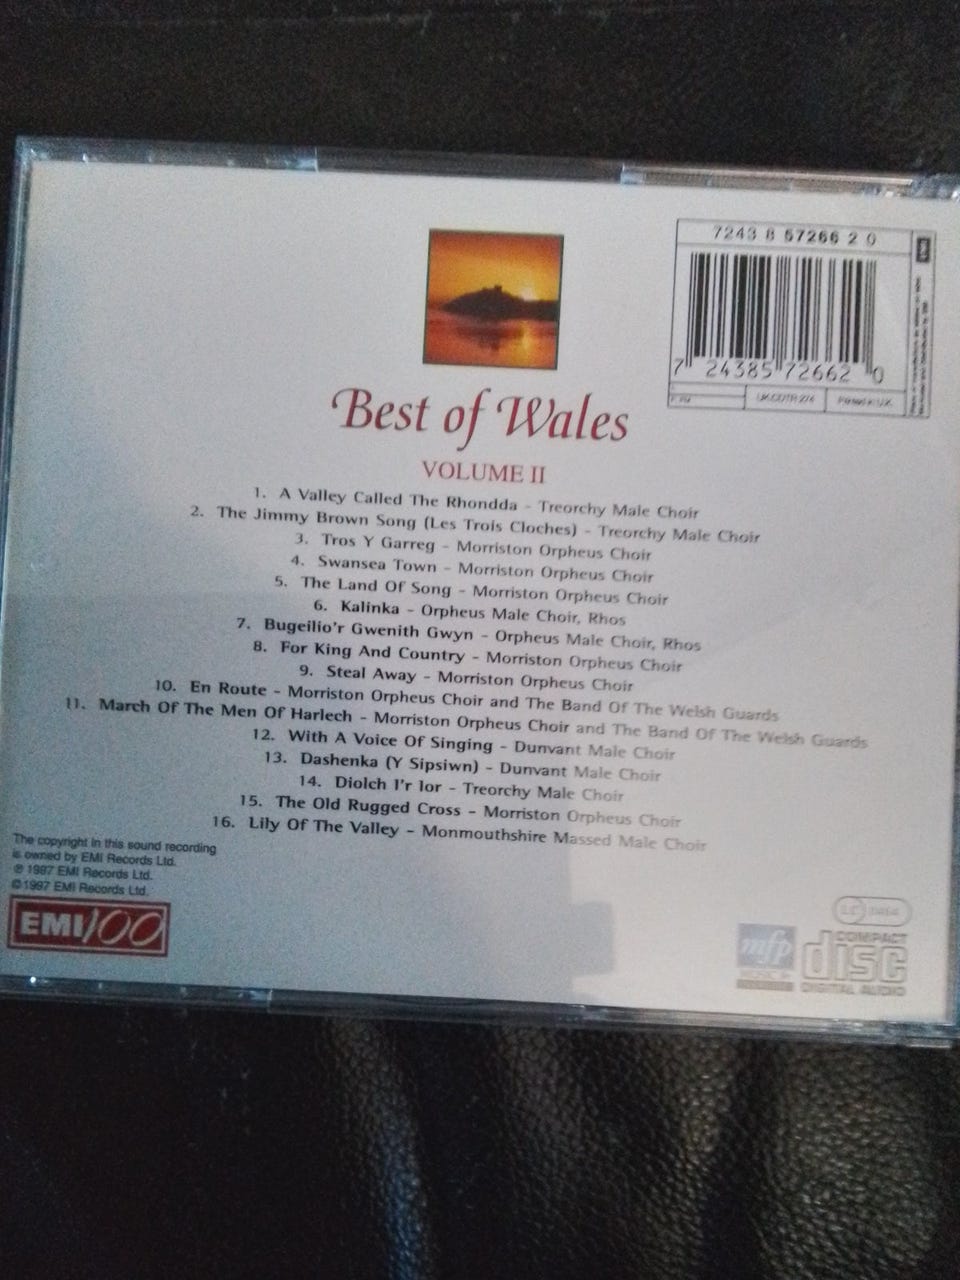 7243 8 57266 2 0
7 24385 72662 0
Printed in U.K.
Best of Wales
VOLUME II
1. A Valley Called The Rhondda - Treorchy Male Choir
2. The Jimmy Brown Song (Les Trois Cloches) - Treorchy Male Choir
3. Tros Y Garreg - Morriston Orpheus Choir
4. Swansea Town - Morriston Orpheus Choir
5. The Land Of Song - Morriston Orpheus Choir
6. Kalinka - Orpheus Male Choir, Rhos
7. Bugeilio'r Gwenith Gwyn - Orpheus Male Choir, Rhos
8. For King And Country - Morriston Orpheus Choir
9. Steal Away - Morriston Orpheus Choir
10. En Route - Morriston Orpheus Choir and The Band Of The Welsh Guards
11. March Of The Men Of Harlech - Morriston Orpheus Choir and The Band Of The Welsh Guards
12. With A Voice Of Singing - Dunvant Male Choir
13. Dashenka (Y Sipsiwn) - Dunvant Male Choir
14. Diolch I'r Ior - Treorchy Male Choir
15. The Old Rugged Cross - Morriston Orpheus Choir
16. Lily Of The Valley - Monmouthshire Massed Male Choir
The copyright in this sound recording
is owned by EMI Records Ltd.
℗ 1997 EMI Records Ltd.
© 1997 EMI Records Ltd.
EMI 100
LC
mfp
COMPACT
disc
DIGITAL AUDIO